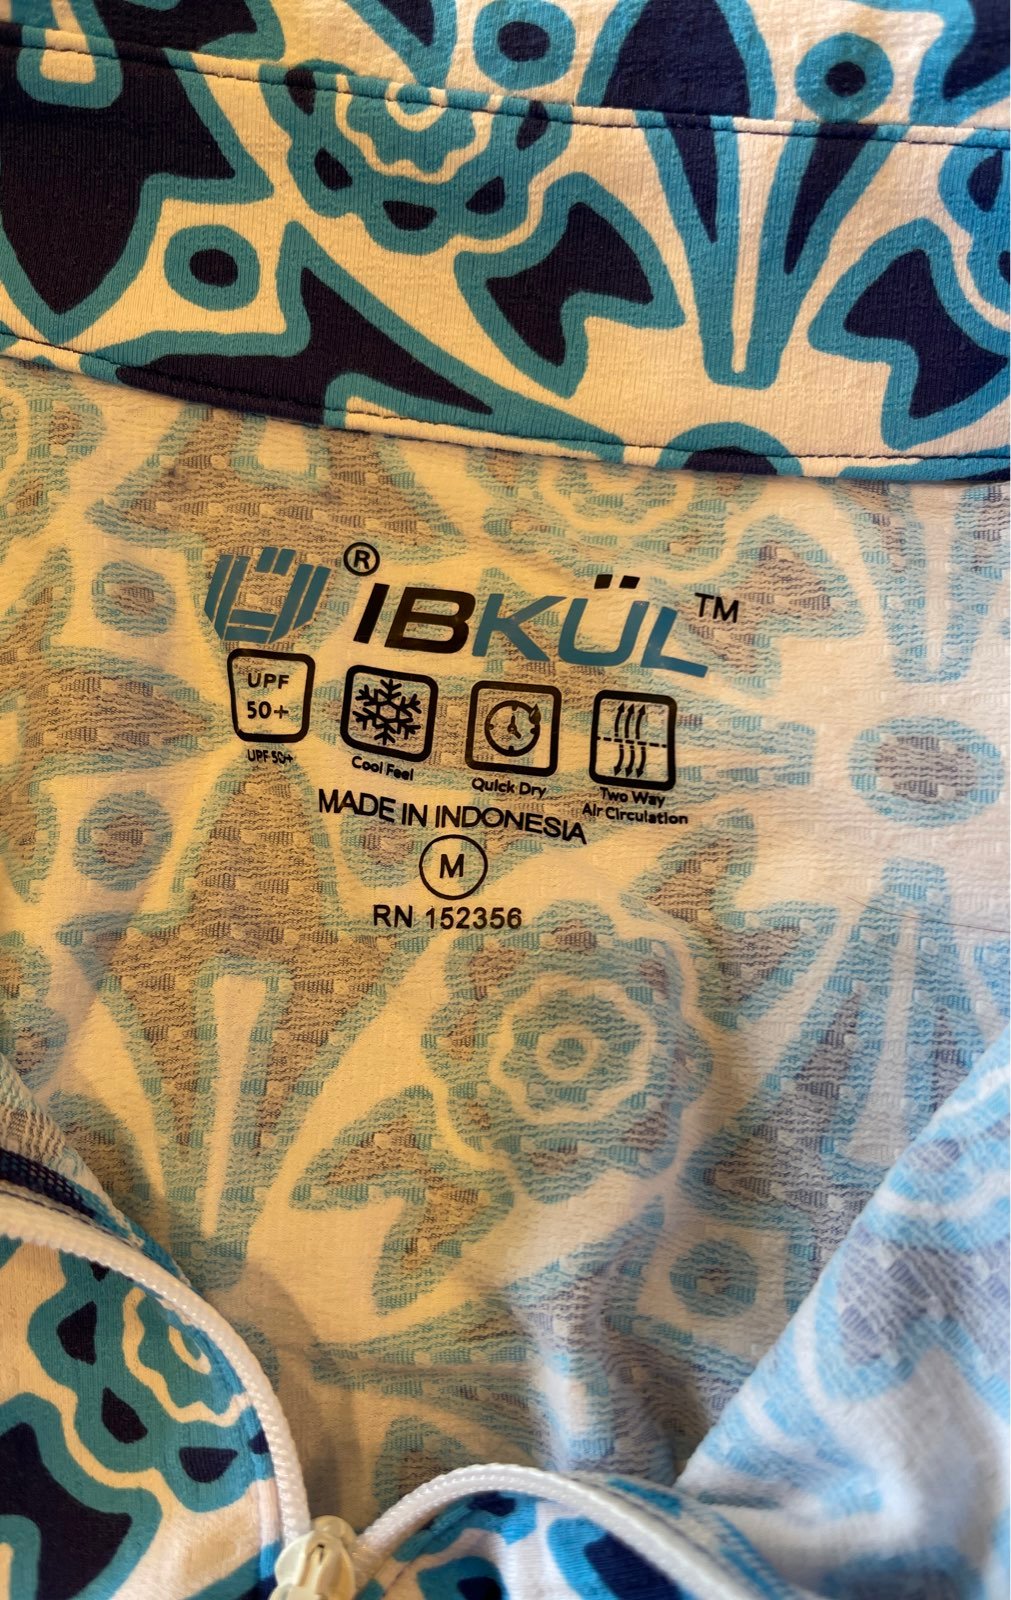 ® IBKÜL™
UPF
50+
UPF 50+
Cool Feel
Quick Dry
Two Way
Air Circulation
MADE IN INDONESIA
M
RN 152356